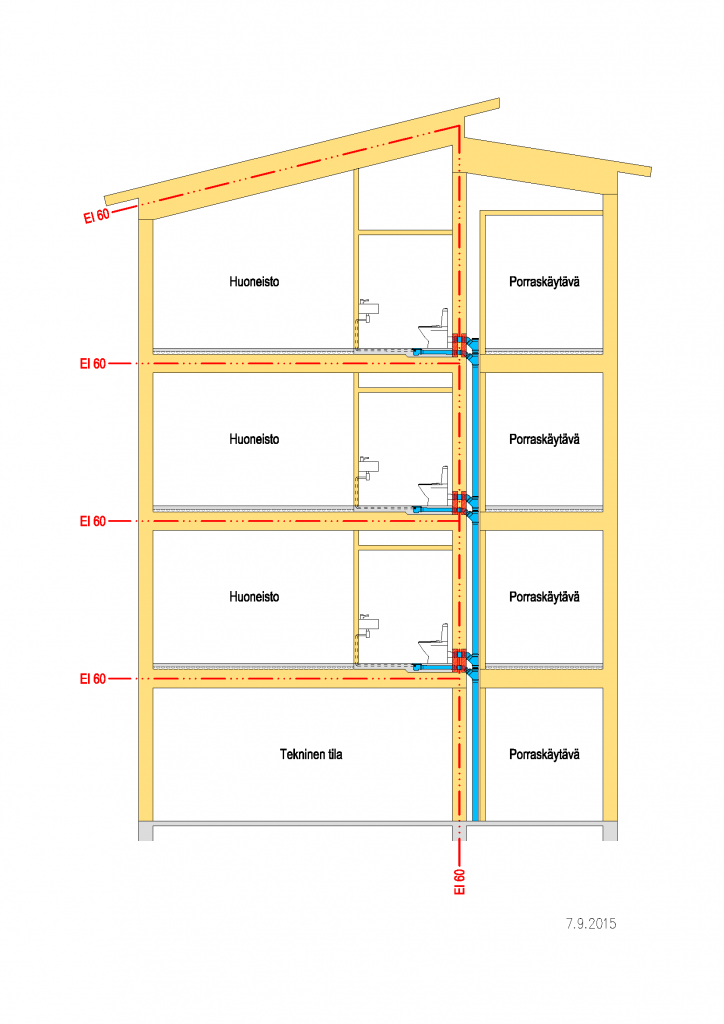 EI 60
Huoneisto
Porraskäytävä
EI 60
Huoneisto
Porraskäytävä
EI 60
Huoneisto
Porraskäytävä
EI 60
Tekninen tila
Porraskäytävä
EI 60
7.9.2015